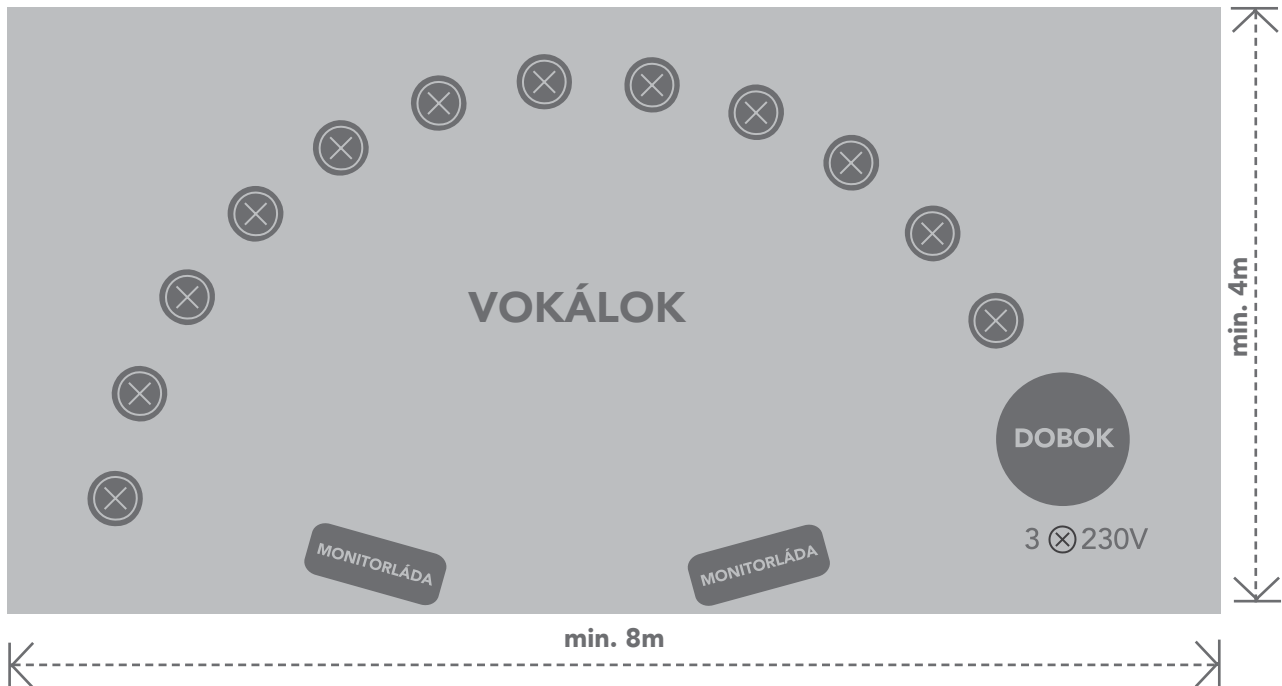 min. 4m
VOKÁLOK
DOBOK
3 ⊗ 230V
MONITORLÁDA
MONITORLÁDA
min. 8m